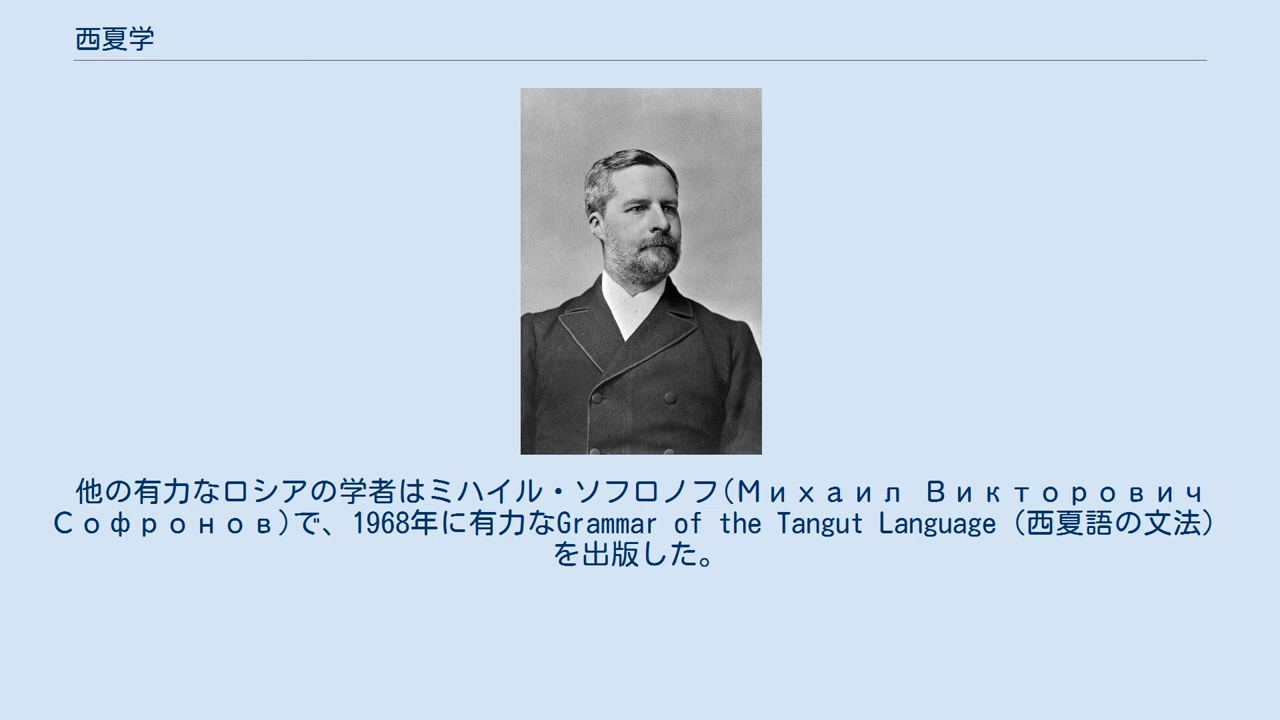 西夏学
他の有力なロシアの学者はミハイル・ソフロノフ(Михаил Викторович
Софронов)で、1968年に有力なGrammar of the Tangut Language (西夏語の文法)
を出版した。